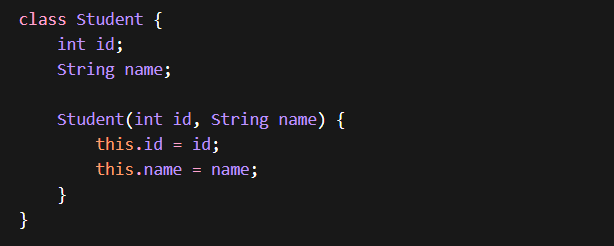 class Student {
    int id;
    String name;

    Student(int id, String name) {
        this.id = id;
        this.name = name;
    }
}